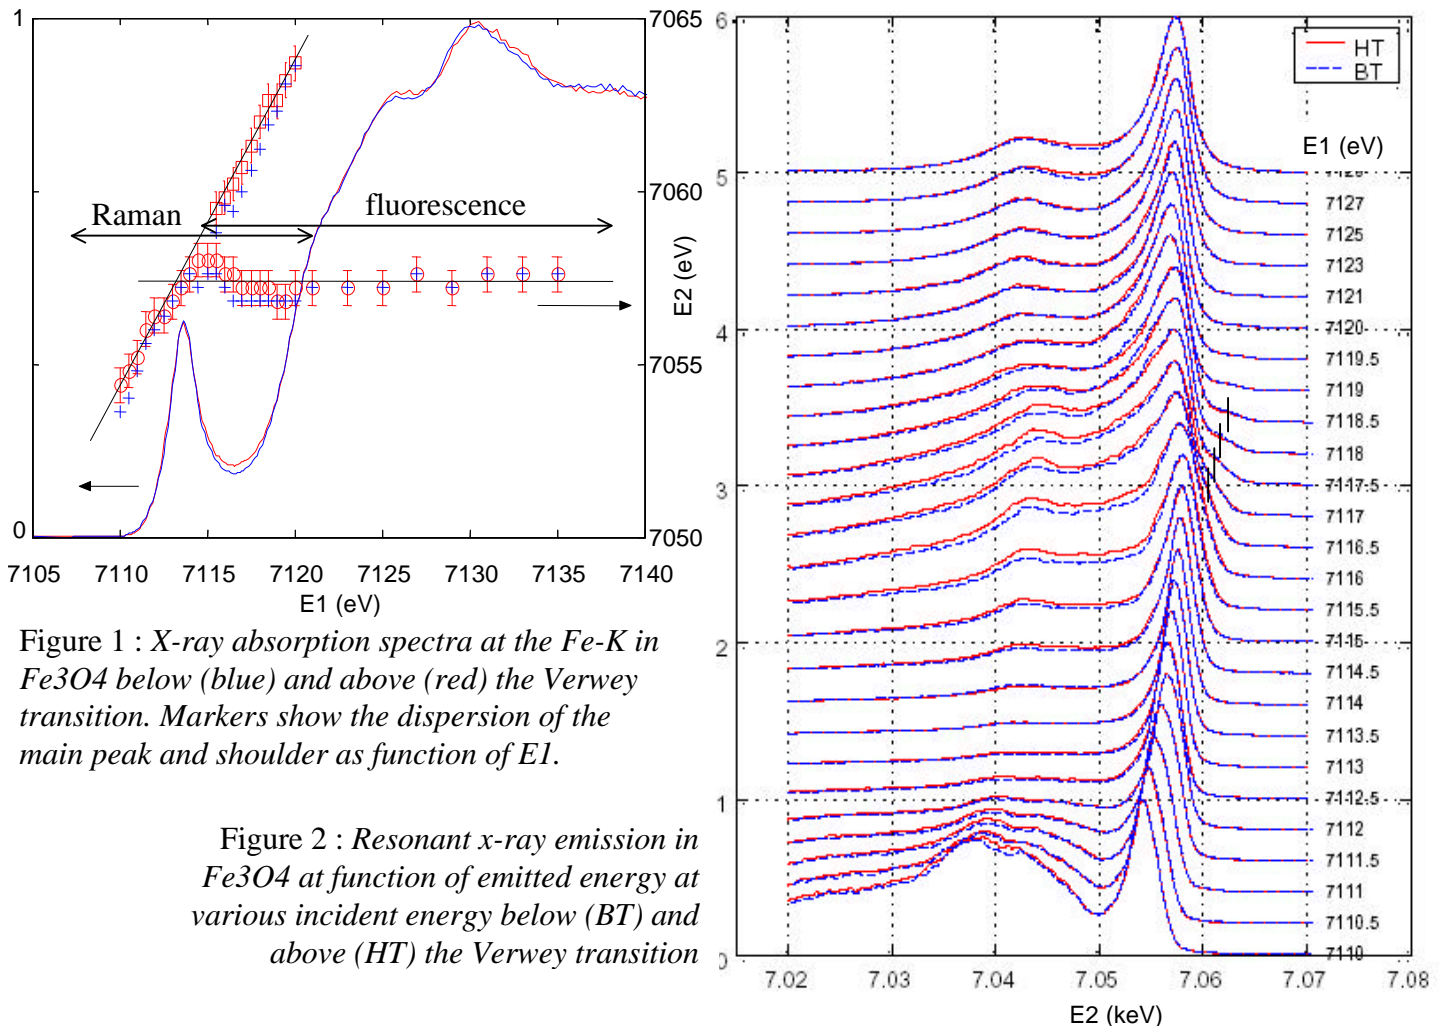 1
0
7065
7060
7055
7050
E2 (eV)
Raman
fluorescence
7105 7110 7115 7120 7125 7130 7135 7140
E1 (eV)
Figure 1 : X-ray absorption spectra at the Fe-K in
Fe3O4 below (blue) and above (red) the Verwey
transition. Markers show the dispersion of the
main peak and shoulder as function of E1.
Figure 2 : Resonant x-ray emission in
Fe3O4 at function of emitted energy at
various incident energy below (BT) and
above (HT) the Verwey transition
6
5
4
3
2
1
0
HT
BT
E1 (eV)
7127
7125
7123
7121
7120
7119.5
7119
7118.5
7118
7117.5
7117
7116.5
7116
7115.5
7115
7114.5
7114
7113.5
7113
7112.5
7112
7111.5
7111
7110.5
7110
7.02 7.03 7.04 7.05 7.06 7.07 7.08
E2 (keV)